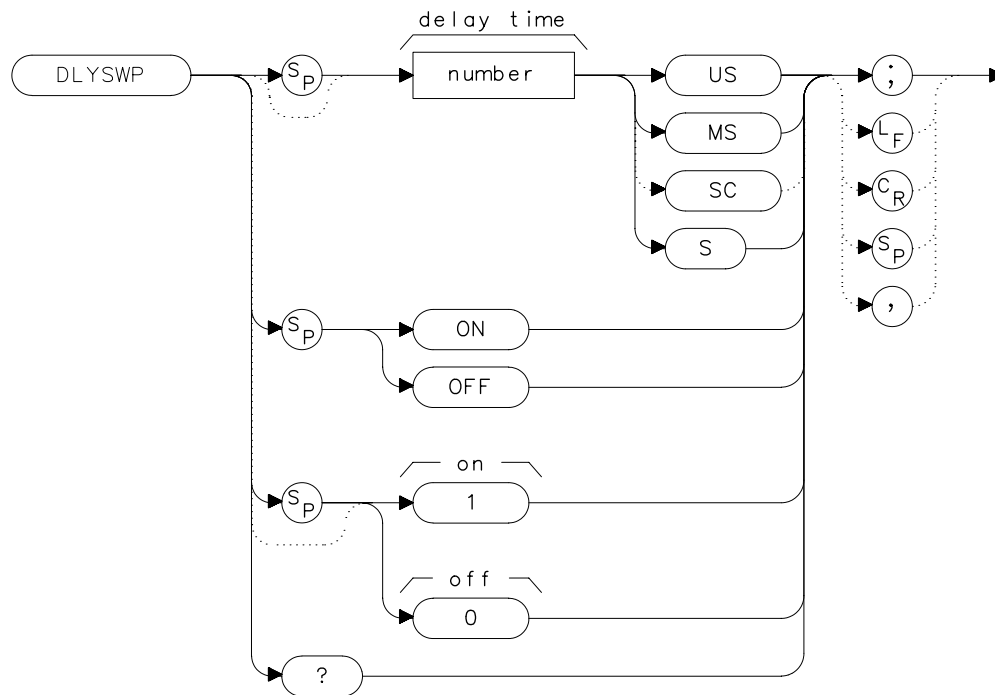 delay time
DLYSWP SP number US ;
MS LF
SC CR
S SP
,
SP ON
OFF
on
SP 1
off
0
?